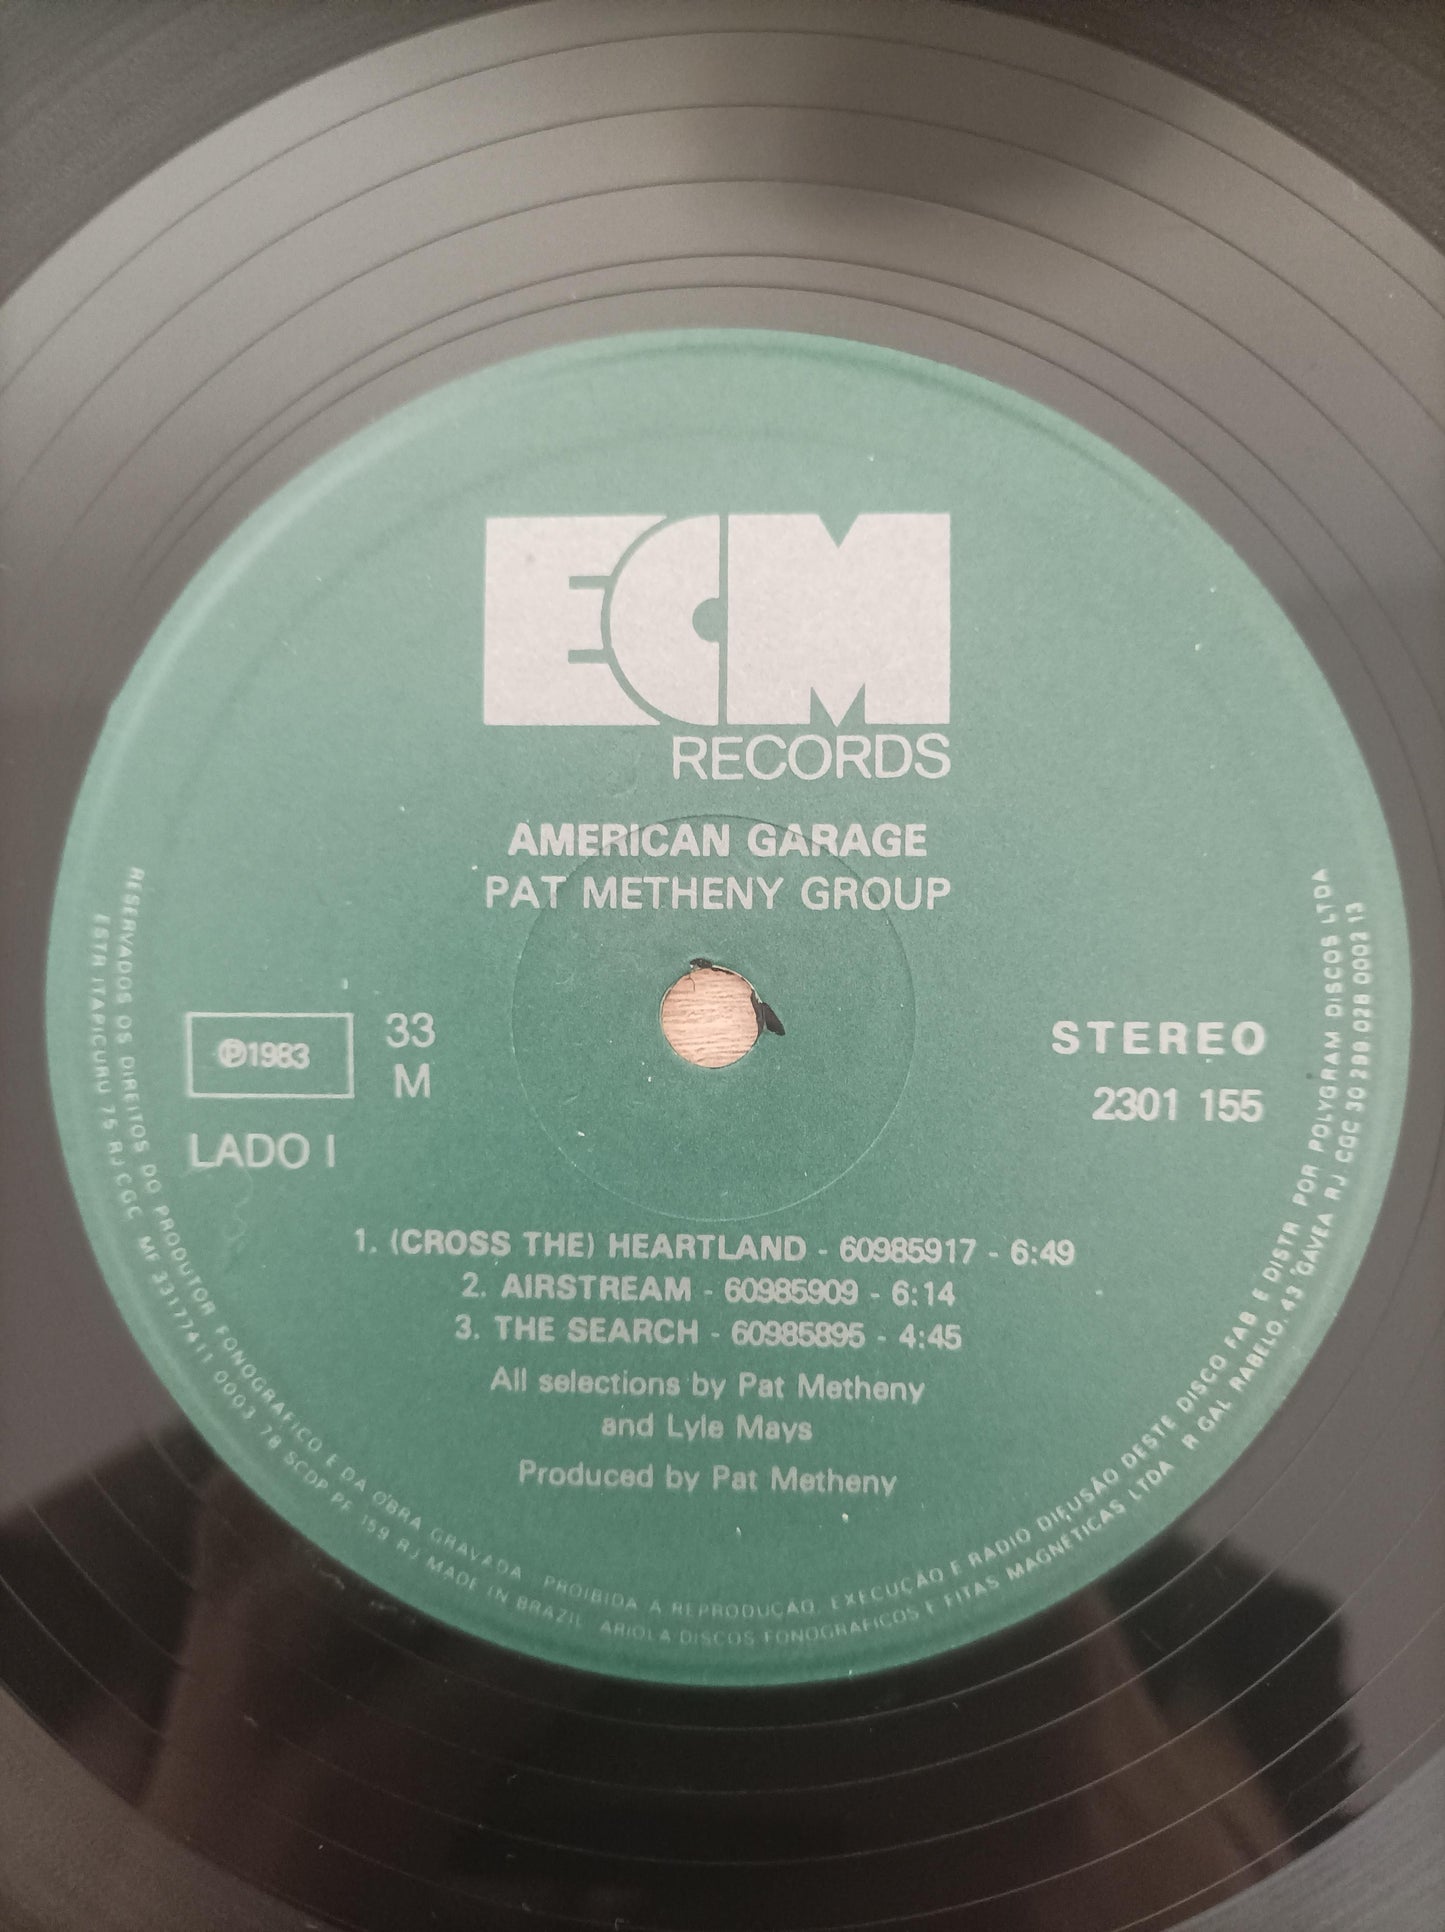 ECM
RECORDS
AMERICAN GARAGE
PAT METHENY GROUP
℗1983
33
M
LADO I
STEREO
2301 155
1. (CROSS THE) HEARTLAND - 60985917 - 6:49
2. AIRSTREAM - 60985909 - 6:14
3. THE SEARCH - 60985895 - 4:45
All selections by Pat Metheny
and Lyle Mays
Produced by Pat Metheny
RESERVADOS OS DIREITOS DO PRODUTOR FONOGRAFICO E DA OBRA GRAVADA PROIBIDA A REPRODUÇÃO, EXECUÇÃO E RADIO DIFUSÃO DESTE DISCO FAB E DISTR POR POLYGRAM DISCOS LTDA
ESTR ITAPICURU 75 RJ CGC MF 33177411 0003 78 SCDP PF 159 RJ MADE IN BRAZIL ARIOLA DISCOS FONOGRAFICOS E FITAS MAGNÉTICAS LTDA R GAL RABELO, 43 GAVEA RJ CGC 30 299 028 0002 13